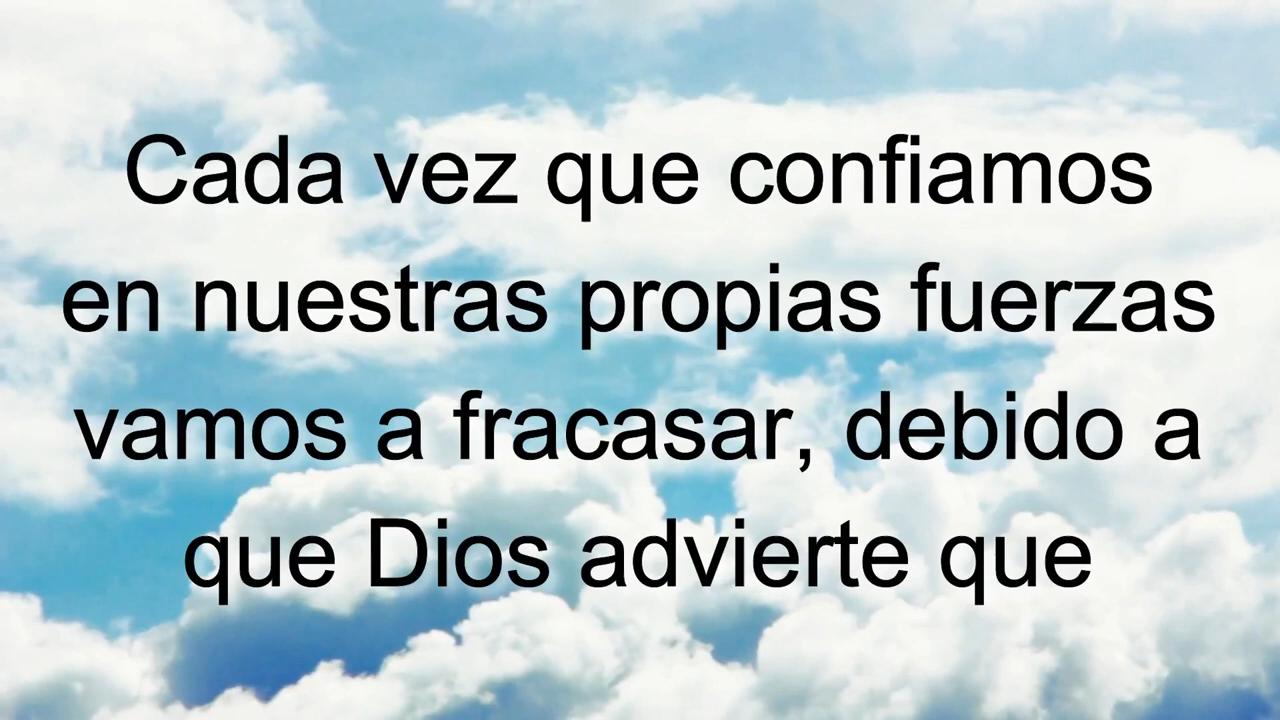 Cada vez que confiamos
en nuestras propias fuerzas
vamos a fracasar, debido a
que Dios advierte que